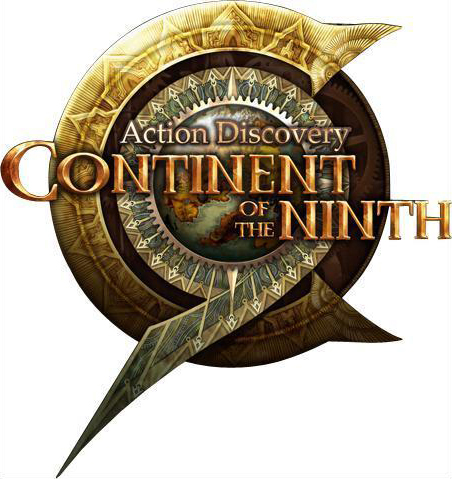 Action Discovery
CONTINENT
OF THE NINTH